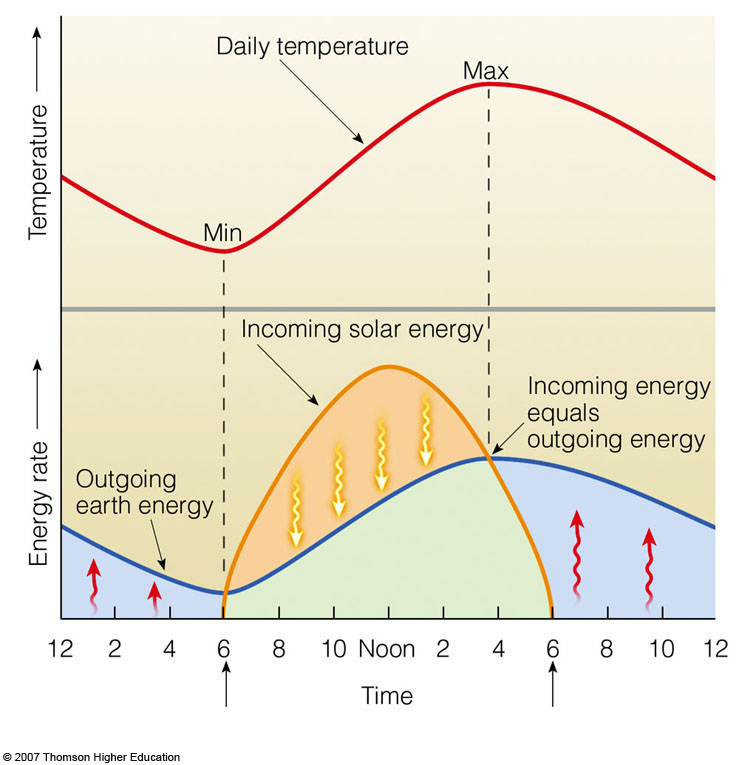 Daily temperature
Max
Temperature
Min
Incoming solar energy
Incoming energy
equals
outgoing energy
Outgoing
earth energy
Energy rate
12 2 4 6 8 10 Noon 2 4 6 8 10 12
Time
© 2007 Thomson Higher Education